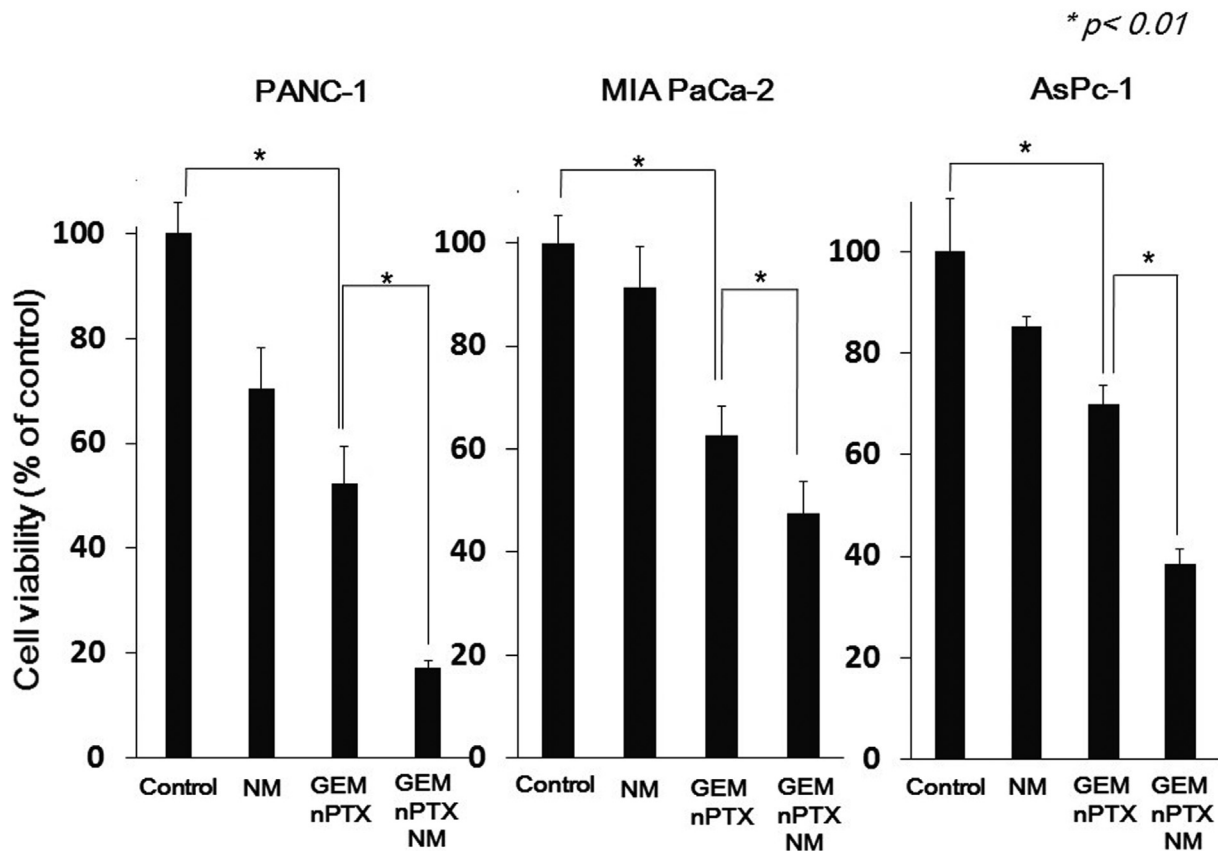 * p< 0.01
PANC-1
MIA PaCa-2
AsPc-1
Cell viability (% of control)
*
*
100
80
60
40
20
0
Control
NM
GEM
nPTX
GEM
nPTX
NM
*
*
100
80
60
40
20
0
Control
NM
GEM
nPTX
GEM
nPTX
NM
*
*
100
80
60
40
20
0
Control
NM
GEM
nPTX
GEM
nPTX
NM